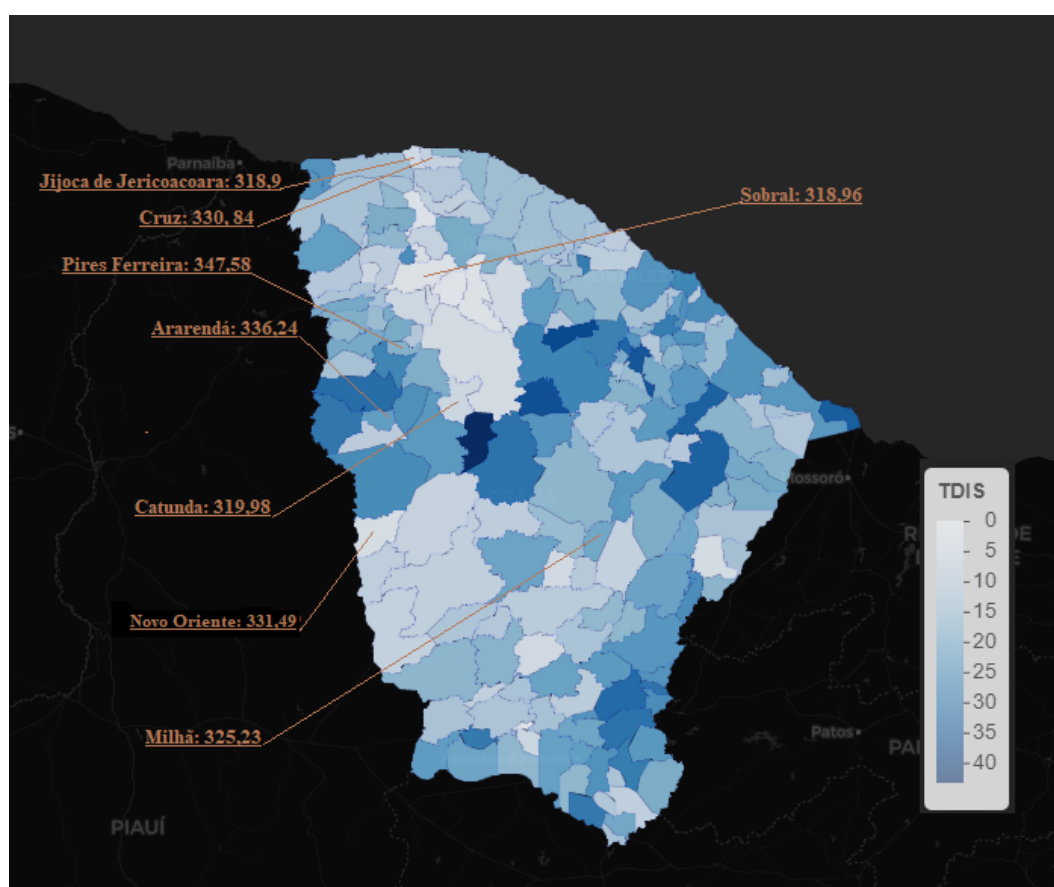 Parnaíba
Jijoca de Jericoacoara: 318,9
Sobral: 318,96
Cruz: 330, 84
Pires Ferreira: 347,58
Ararendá: 336,24
TDIS
0
5
10
15
20
25
30
35
40
Catunda: 319,98
Novo Oriente: 331,49
Milhã: 325,23
Patos
PIAUÍ